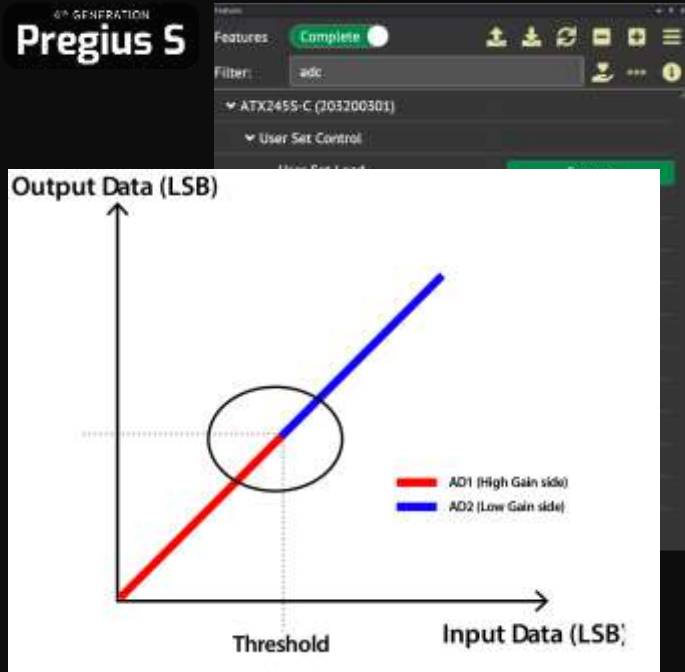 4th GENERATION
Pregius S
Features
Features
Complete
Filter:
adc
ATX245S-C (203200301)
User Set Control
Output Data (LSB)
AD1 (High Gain side)
AD2 (Low Gain side)
Threshold
Input Data (LSB)